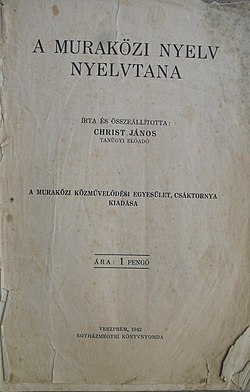 A MURAKÖZI NYELV
NYELVTANA
ÍRTA ÉS ÖSSZEÁLLÍTOTTA:
CHRIST JÁNOS
TANÜGYI ELŐADÓ
A MURAKÖZI KÖZMŰVELŐDÉSI EGYESÜLET, CSÁKTORNYA
KIADÁSA
ÁRA: 1 PENGŐ
VESZPRÉM, 1942
EGYHÁZMEGYEI KÖNYVNYOMDA